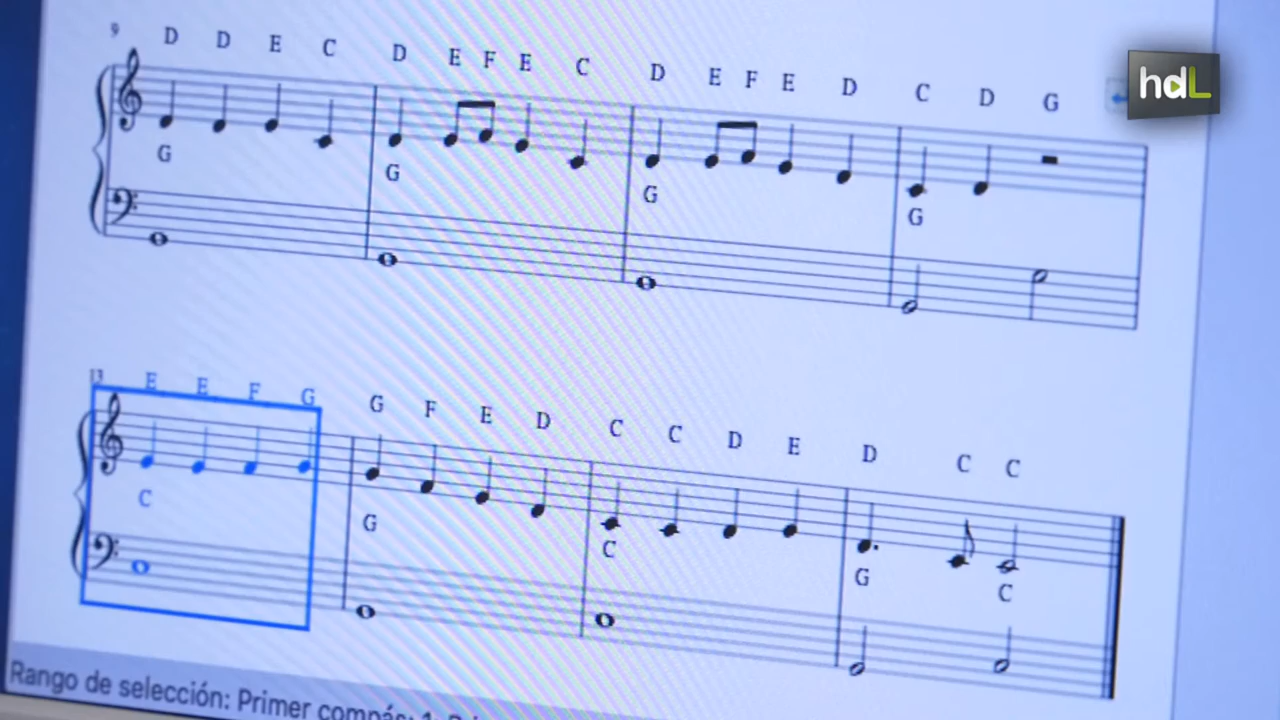 hdL
9
D D E C D E F E C D E F E D C D G
G G G G
13
E E F G G F E D C C D E D C C
C G C G C
Rango de selección: Primer compás: 1;